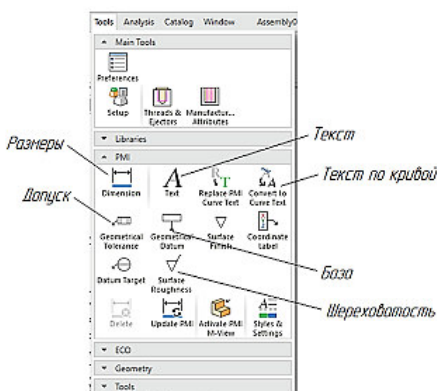 Tools Analysis Catalog Window Assembly
Main Tools
Preferences
Setup Threads & Ejectors Manufactur... Attributes
Libraries
PMI
Dimension Text Replace PMI Curve Text Convert to Curve Text
Geometrical Tolerance Geometrical Datum Surface Finish Coordinate Label
Datum Target Surface Roughness
Delete Update PMI Activate PMI M-View Styles & Settings
ECO
Geometry
Tools
Размеры
Допуск
Текст
Текст по кривой
База
Шереховатость